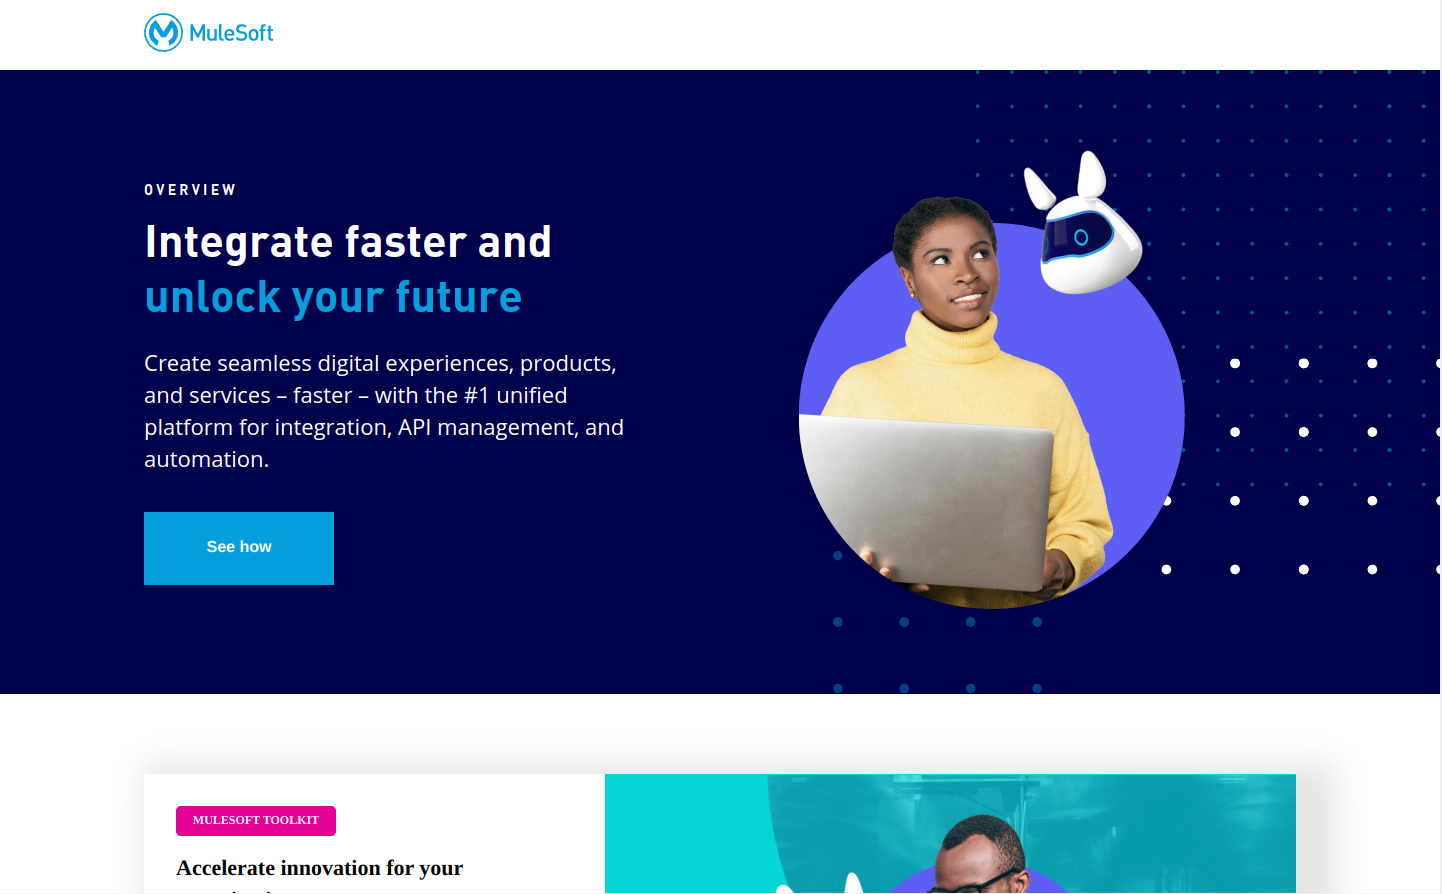 MuleSoft
OVERVIEW
Integrate faster and
unlock your future
Create seamless digital experiences, products,
and services – faster – with the #1 unified
platform for integration, API management, and
automation.
See how
MULESOFT TOOLKIT
Accelerate innovation for your